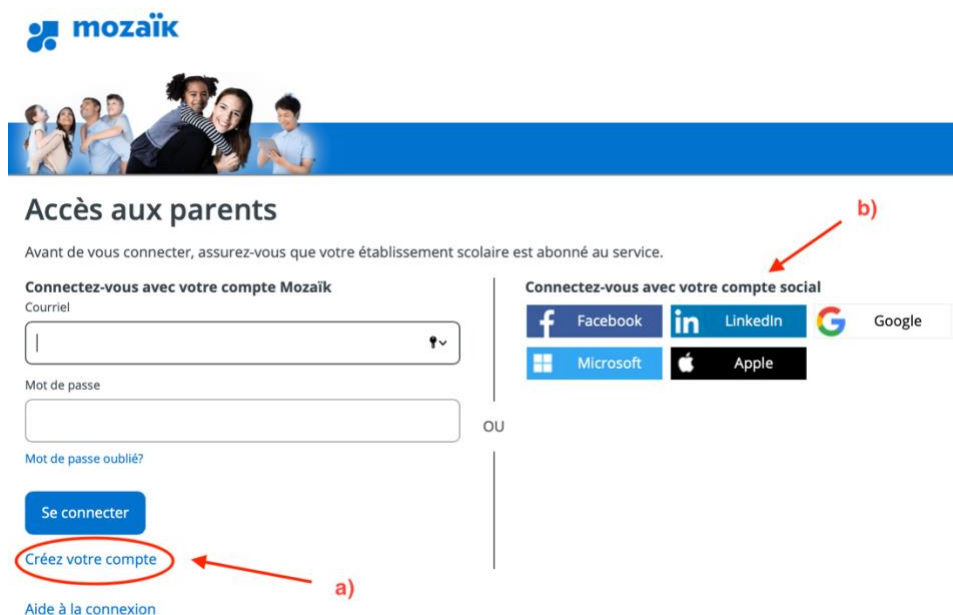 mozaïk
Accès aux parents
b)
Avant de vous connecter, assurez-vous que votre établissement scolaire est abonné au service.
Connectez-vous avec votre compte Mozaïk
Courriel
Mot de passe
Mot de passe oublié?
Se connecter
Créez votre compte
a)
Aide à la connexion
OU
Connectez-vous avec votre compte social
Facebook
LinkedIn
Google
Microsoft
Apple